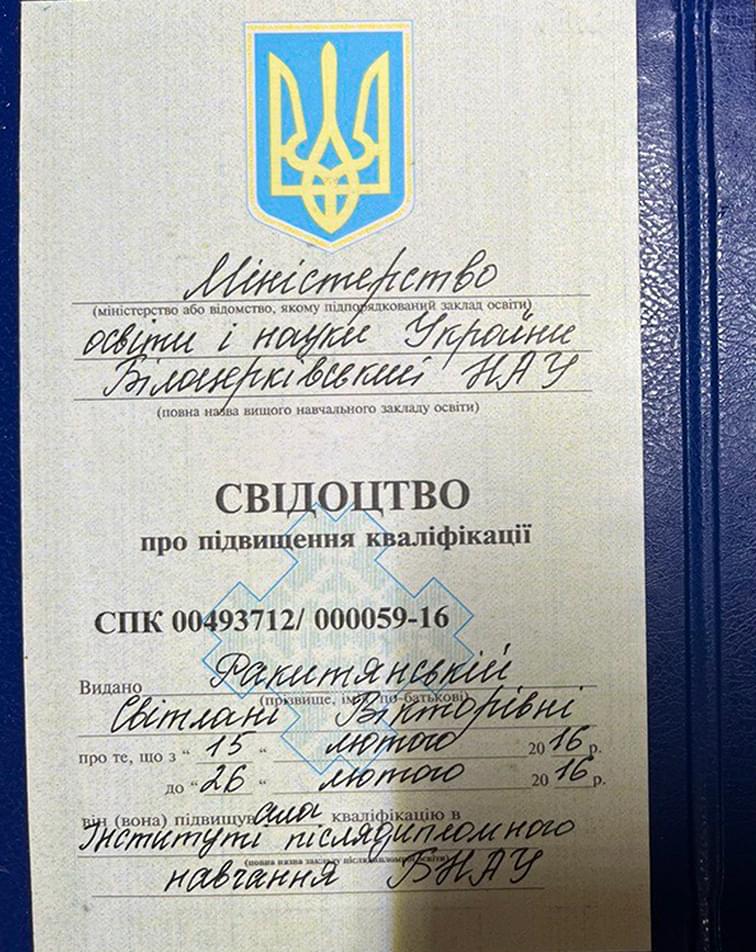 Міністерство
(міністерство або відомство, якому підпорядкований заклад освіти)
освіти і науки України
Білоцерківський НАУ
(повна назва вищого навчального закладу освіти)
СВІДОЦТВО
про підвищення кваліфікації
СПК 00493712/ 000059-16
Видано Ракитянській
(прізвище, ім'я, по-батькові)
Світлані Вікторівні
про те, що з “ 15 “ лютого 2016 р.
до “ 26 “ лютого 2016 р.
він (вона) підвищувала кваліфікацію в
Інституті післядипломного
(повна назва закладу післядипломної освіти)
навчання БНАУ